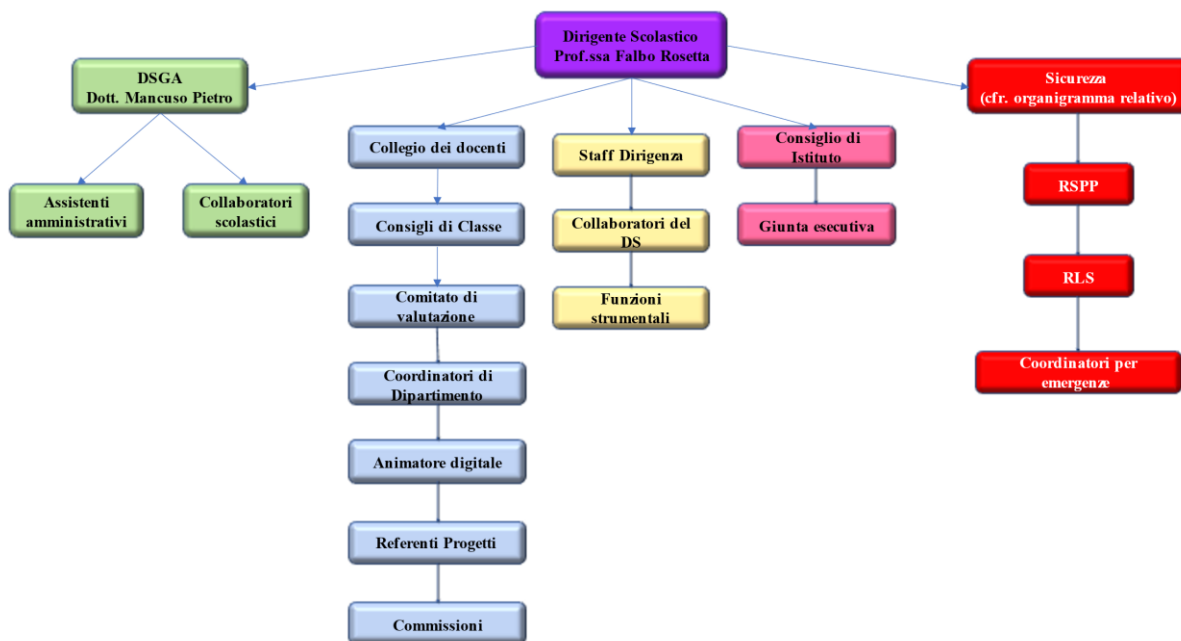 Dirigente Scolastico
Prof.ssa Falbo Rosetta
DSGA
Dott. Mancuso Pietro
Assistenti
amministrativi
Collaboratori
scolastici
Collegio dei docenti
Consigli di Classe
Comitato di
valutazione
Coordinatori di
Dipartimento
Animatore digitale
Referenti Progetti
Commissioni
Staff Dirigenza
Collaboratori del
DS
Funzioni
strumentali
Consiglio di
Istituto
Giunta esecutiva
Sicurezza
(cfr. organigramma relativo)
RSPP
RLS
Coordinatori per
emergenze